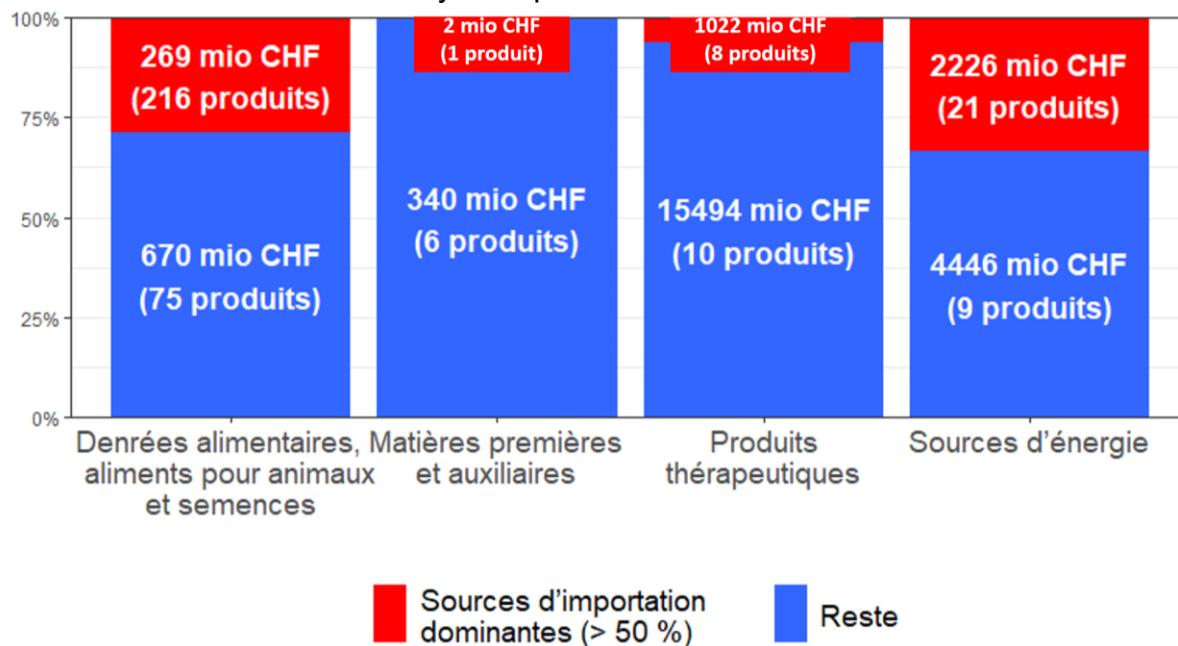 100%
75%
50%
25%
0%
269 mio CHF
(216 produits)
670 mio CHF
(75 produits)
2 mio CHF
(1 produit)
340 mio CHF
(6 produits)
1022 mio CHF
(8 produits)
15494 mio CHF
(10 produits)
2226 mio CHF
(21 produits)
4446 mio CHF
(9 produits)
Denrées alimentaires,
aliments pour animaux
et semences
Matières premières
et auxiliaires
Produits
thérapeutiques
Sources d'énergie
Sources d'importation
dominantes (> 50 %)
Reste